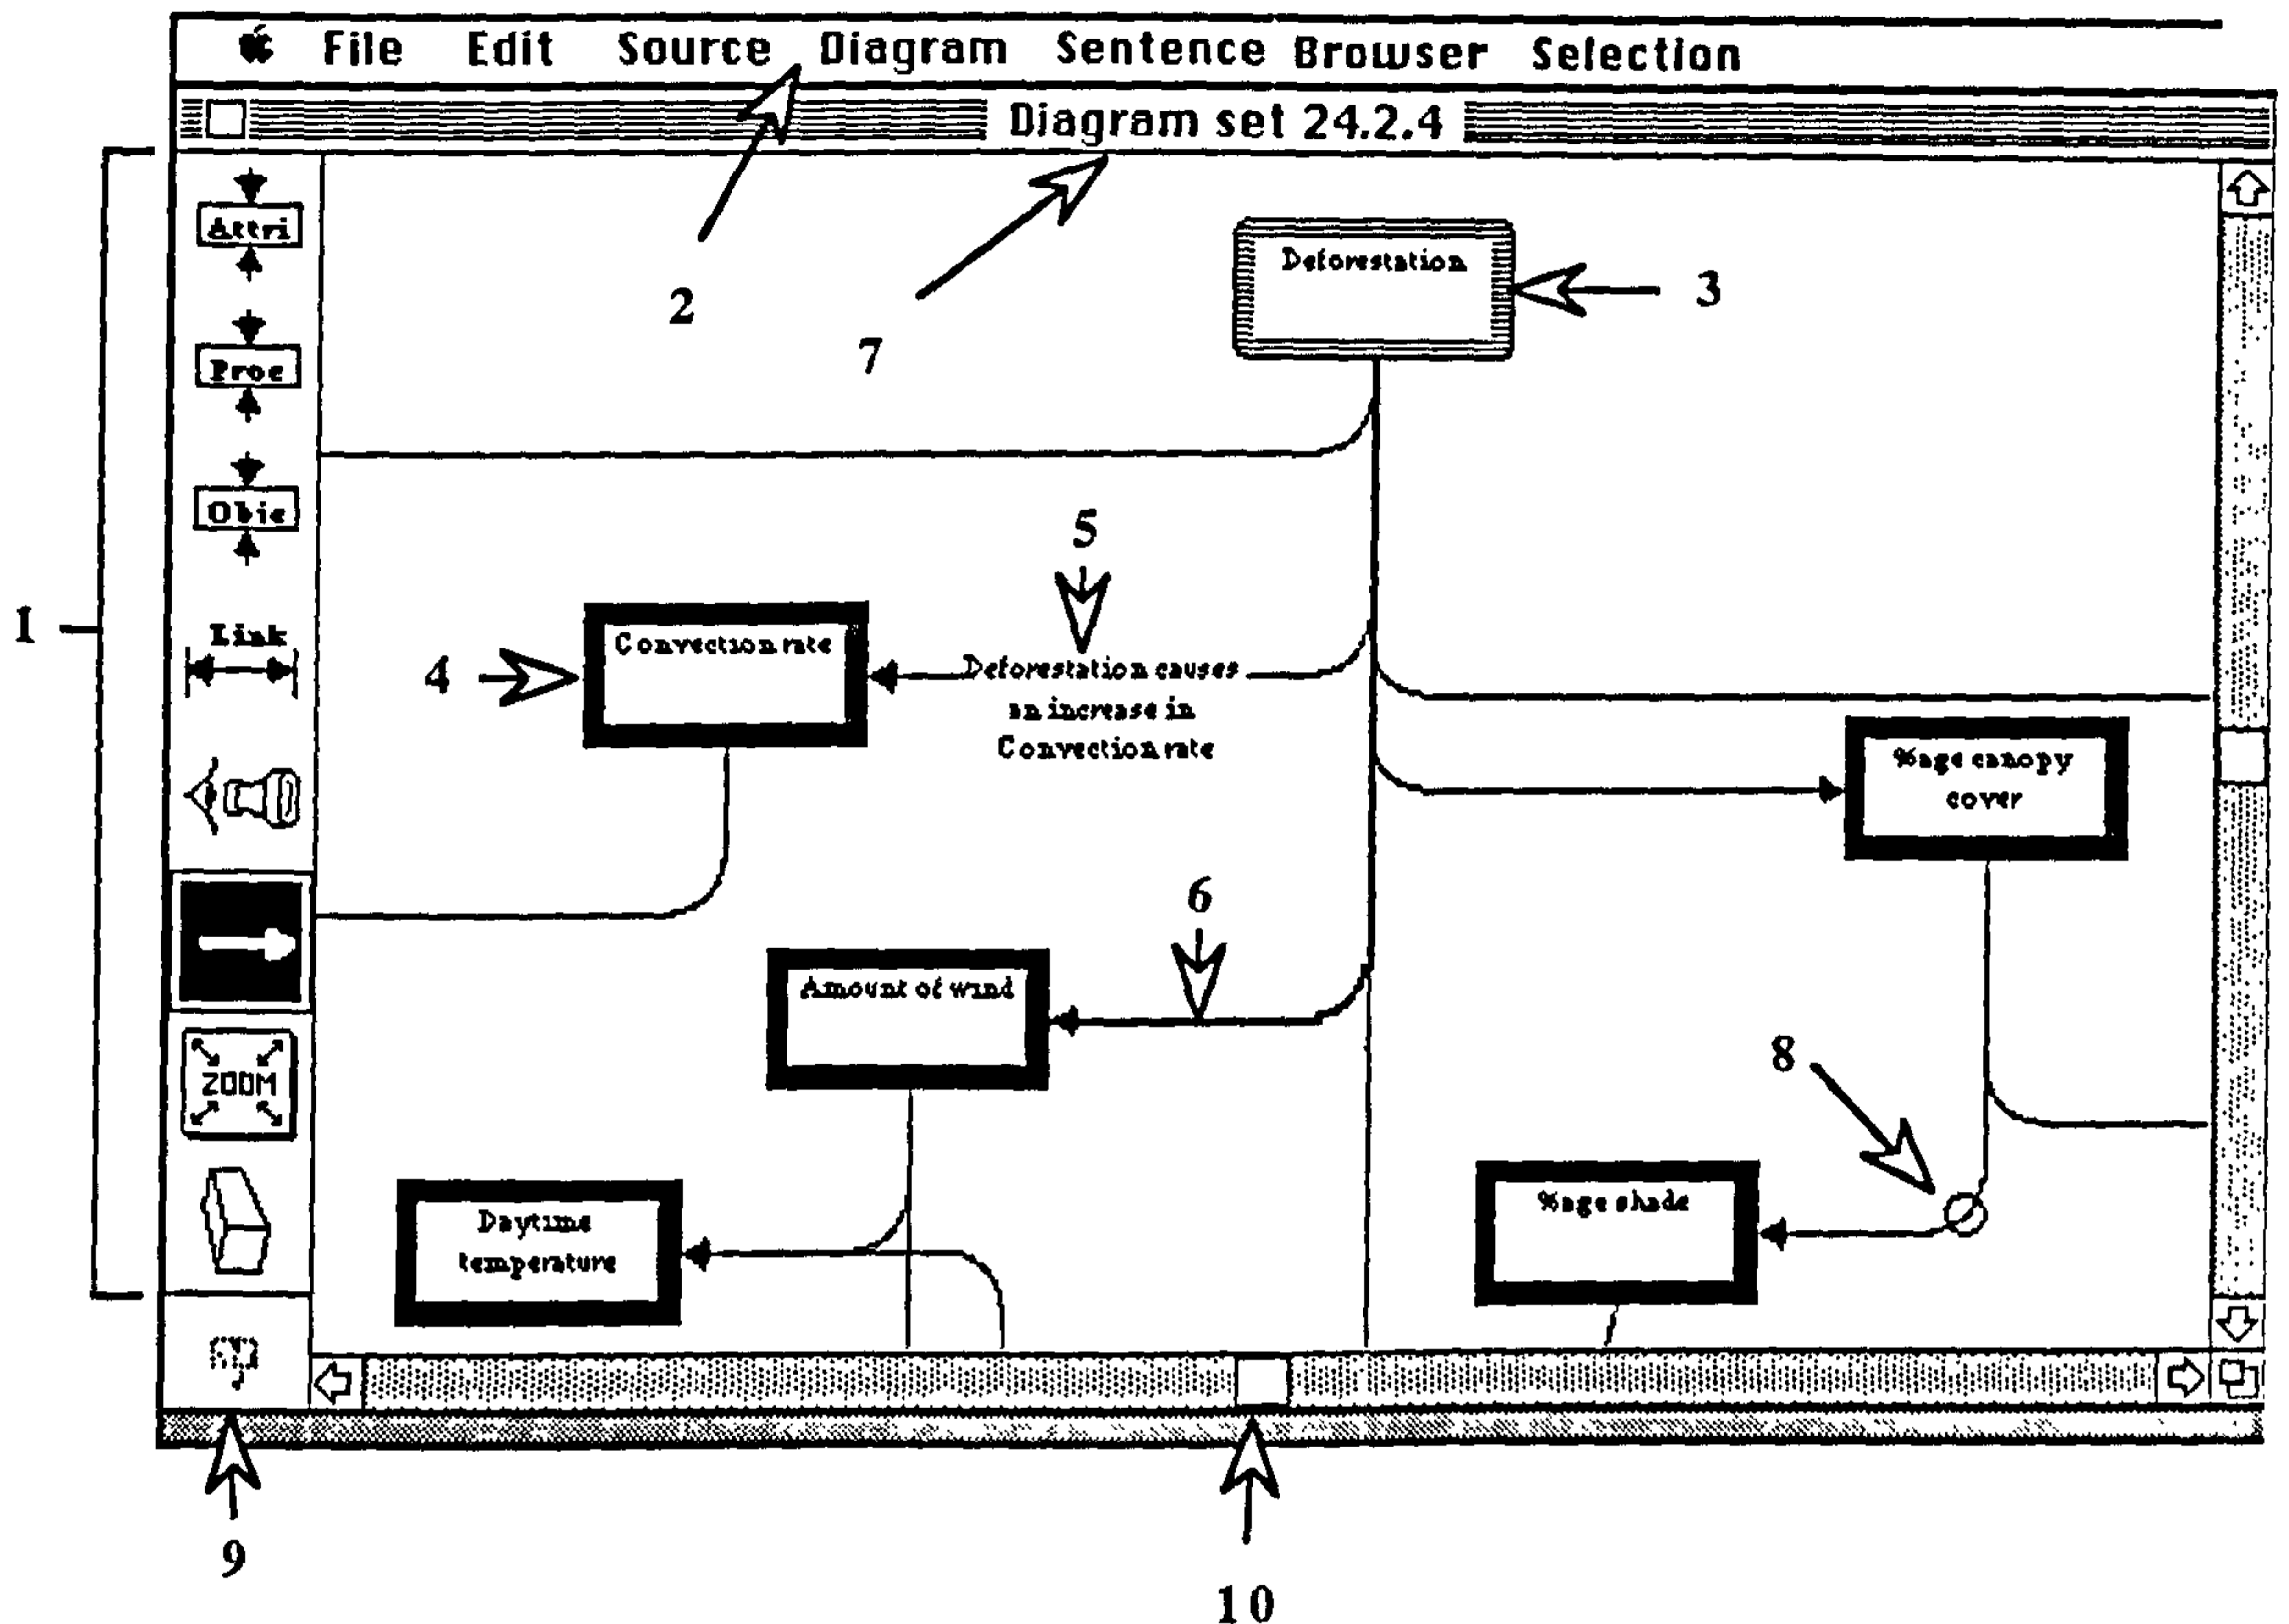 File Edit Source Diagram Sentence Browser Selection
Diagram set 24.2.4
Attri
Deforestation
3
2
7
Proc
Obje
5
1
Link
4
Convection rate
Deforestation causes
an increase in
Convection rate
%age canopy
cover
6
Amount of wind
8
ZOOM
%age shade
Daytime
temperature
9
10